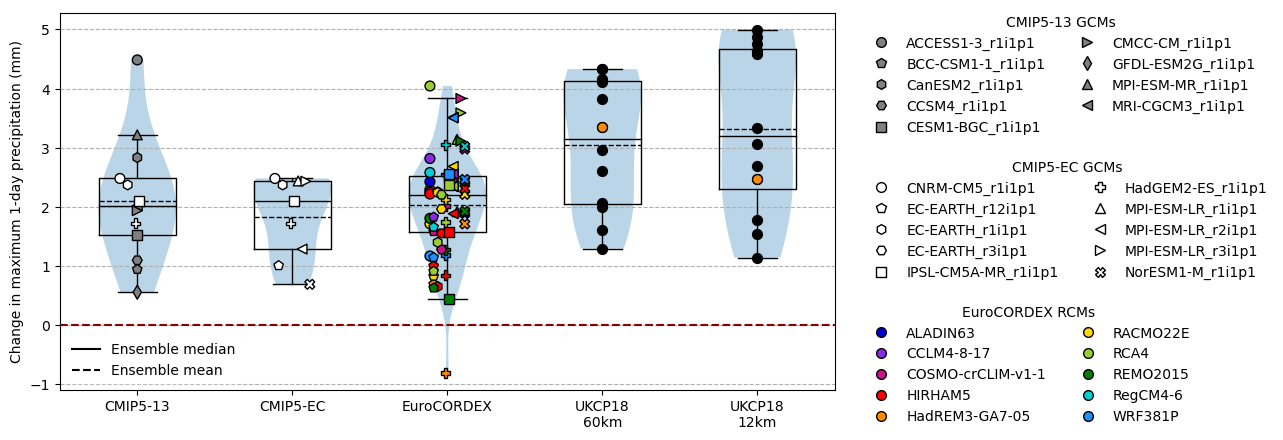 Change in maximum 1-day precipitation (mm)
5
4
3
2
1
0
−1
Ensemble median
Ensemble mean
CMIP5-13
CMIP5-EC
EuroCORDEX
UKCP18
60km
UKCP18
12km
CMIP5-13 GCMs
ACCESS1-3_r1i1p1
BCC-CSM1-1_r1i1p1
CanESM2_r1i1p1
CCSM4_r1i1p1
CESM1-BGC_r1i1p1
CMCC-CM_r1i1p1
GFDL-ESM2G_r1i1p1
MPI-ESM-MR_r1i1p1
MRI-CGCM3_r1i1p1
CMIP5-EC GCMs
CNRM-CM5_r1i1p1
EC-EARTH_r12i1p1
EC-EARTH_r1i1p1
EC-EARTH_r3i1p1
IPSL-CM5A-MR_r1i1p1
HadGEM2-ES_r1i1p1
MPI-ESM-LR_r1i1p1
MPI-ESM-LR_r2i1p1
MPI-ESM-LR_r3i1p1
NorESM1-M_r1i1p1
EuroCORDEX RCMs
ALADIN63
CCLM4-8-17
COSMO-crCLIM-v1-1
HIRHAM5
HadREM3-GA7-05
RACMO22E
RCA4
REMO2015
RegCM4-6
WRF381P